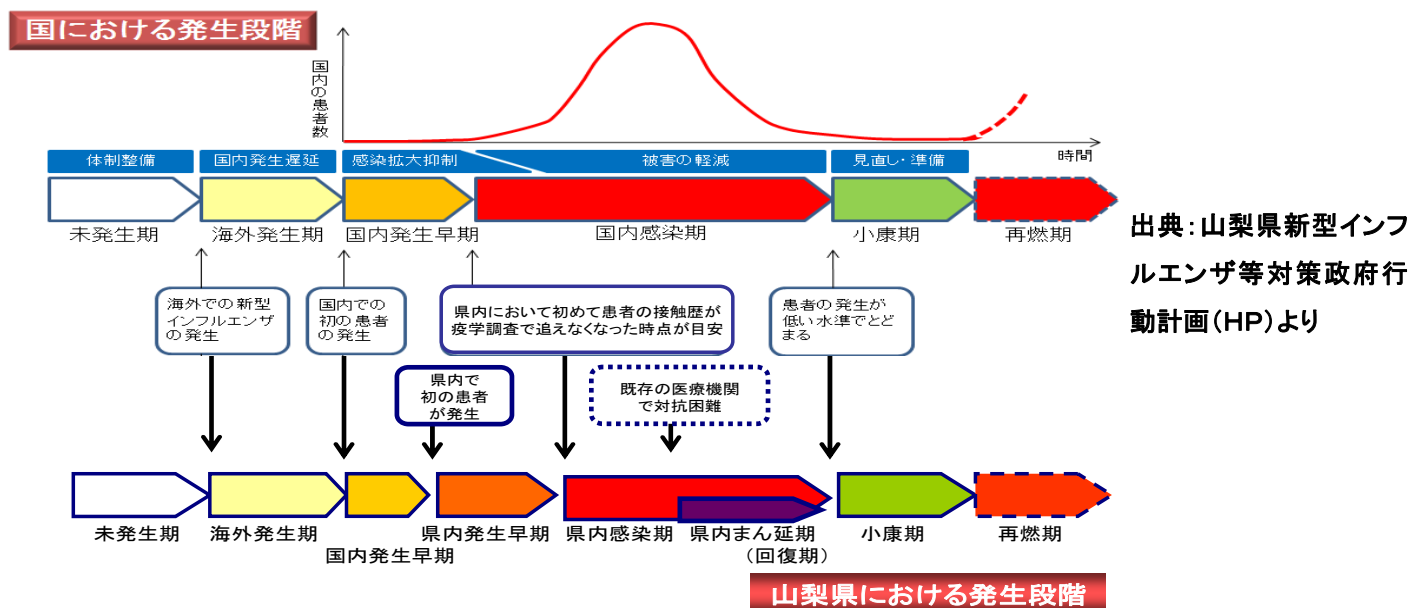 国における発生段階
国内の患者数
時間
体制整備
国内発生遅延
感染拡大抑制
被害の軽減
見直し・準備
未発生期
海外発生期
国内発生早期
国内感染期
小康期
再燃期
出典:山梨県新型インフ
ルエンザ等対策政府行
動計画(HP)より
海外での新型
インフルエンザ
の発生
国内での
初の患者
の発生
県内において初めて患者の接触歴が
疫学調査で追えなくなった時点が目安
患者の発生が
低い水準でとど
まる
県内で
初の患者
が発生
既存の医療機関
で対抗困難
未発生期
海外発生期
国内発生早期
県内発生早期
県内感染期
県内まん延期
(回復期)
小康期
再燃期
山梨県における発生段階